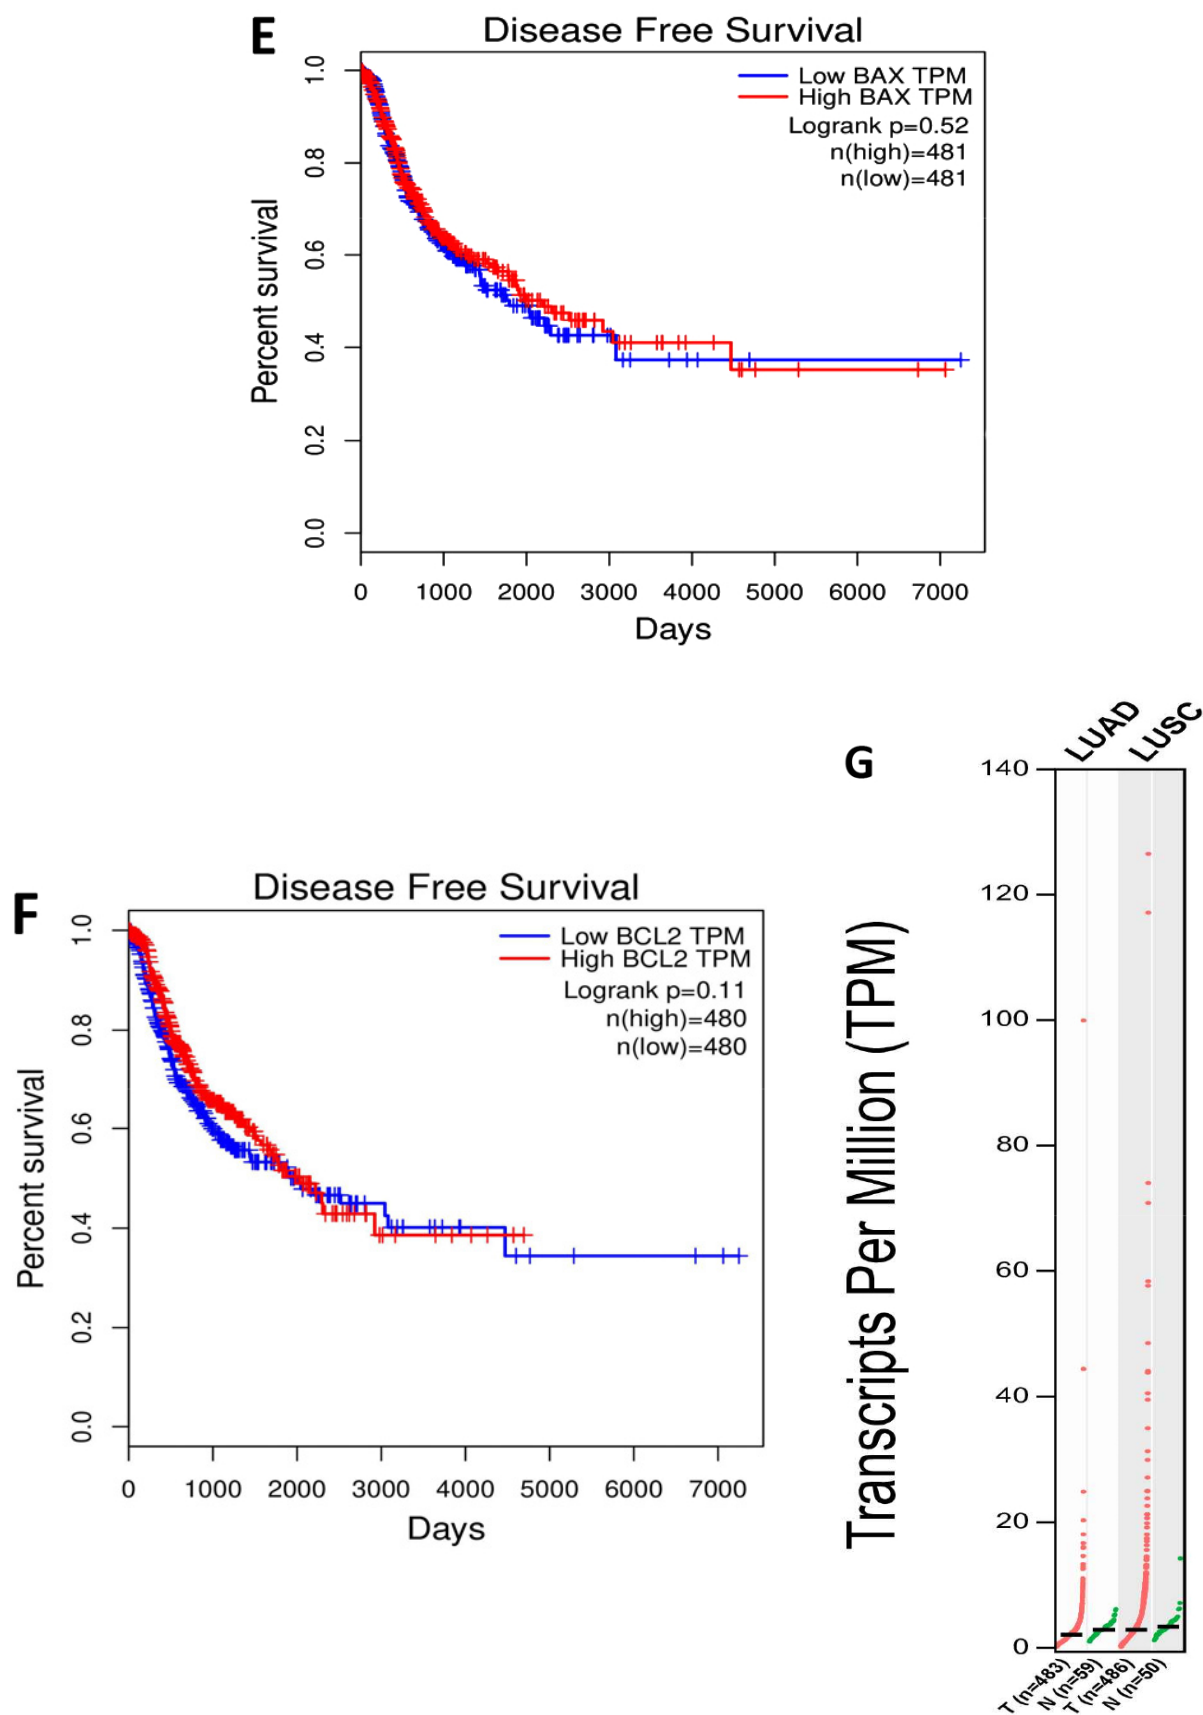 E
Disease Free Survival
Low BAX TPM
High BAX TPM
Logrank p=0.52
n(high)=481
n(low)=481
Percent survival
1.0
0.8
0.6
0.4
0.2
0.0
0 1000 2000 3000 4000 5000 6000 7000
Days
F
Disease Free Survival
Low BCL2 TPM
High BCL2 TPM
Logrank p=0.11
n(high)=480
n(low)=480
Percent survival
1.0
0.8
0.6
0.4
0.2
0.0
0 1000 2000 3000 4000 5000 6000 7000
Days
G
LUAD LUSC
Transcripts Per Million (TPM)
140
120
100
80
60
40
20
0
T (n=483)
N (n=59)
T (n=486)
N (n=50)